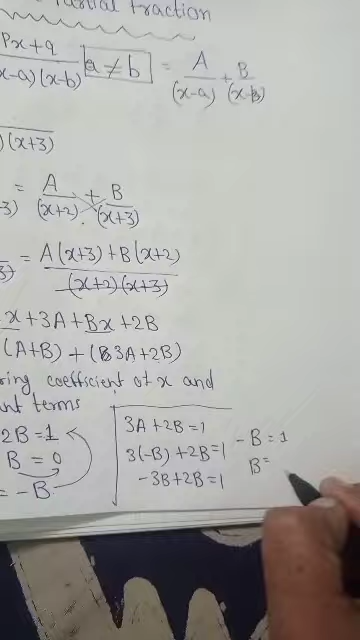 Partial fraction
Px+q / (x-a)(x-b) [a ≠ b] = A/(x-a) + B/(x-b)
)(x+3)
= A/(x+2) + B/(x+3)
= A(x+3)+B(x+2) / (x+2)(x+3)
x + 3A + Bx + 2B
(A+B) + (3A+2B)
ring coefficient of x and
nt terms
2B = 1
B = 0
= -B
3A + 2B = 1
3(-B) + 2B = 1
-3B + 2B = 1
-B = 1
B =